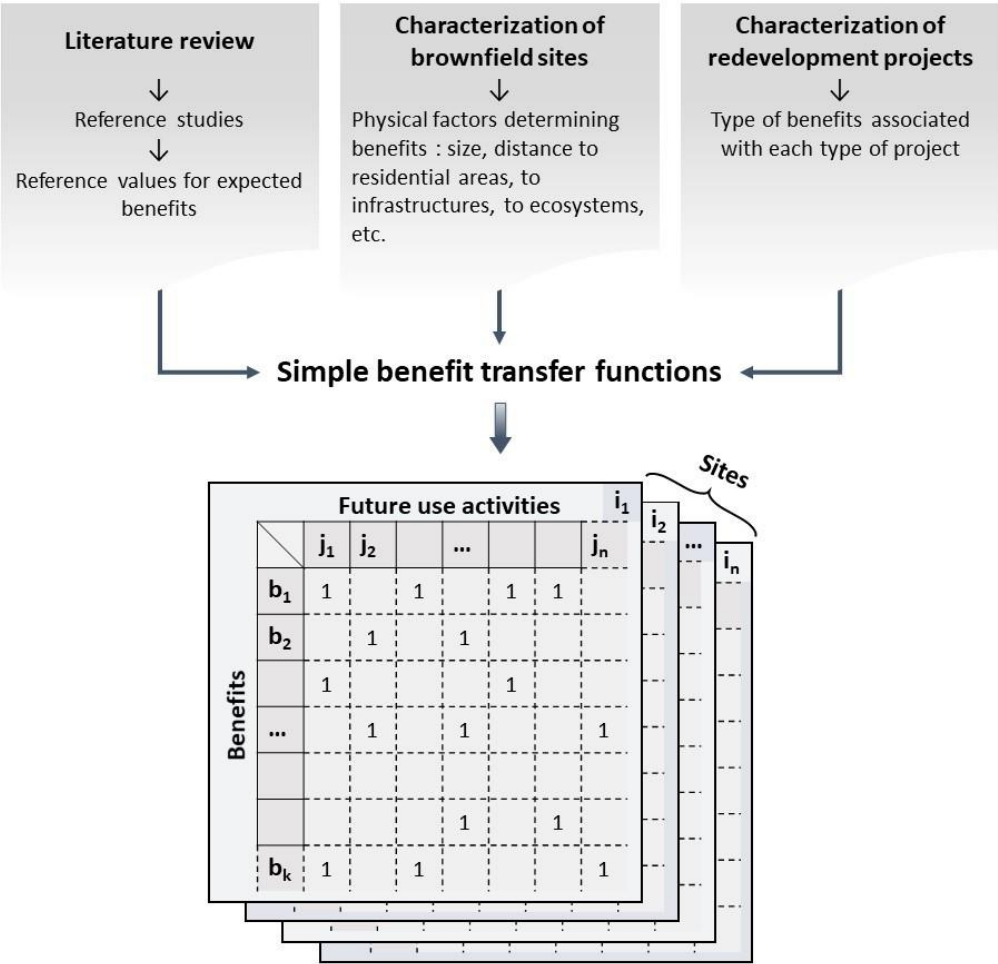 Literature review
↓
Reference studies
↓
Reference values for expected
benefits
Characterization of
brownfield sites
↓
Physical factors determining
benefits : size, distance to
residential areas, to
infrastructures, to ecosystems,
etc.
Characterization of
redevelopment projects
↓
Type of benefits associated
with each type of project
Simple benefit transfer functions
Sites
Future use activities i₁
i₂
...
iₙ
j₁ j₂ ... jₙ
Benefits
b₁ 1 1 1 1
b₂ 1 1
1 1
... 1 1 1
1 1
bₖ 1 1 1